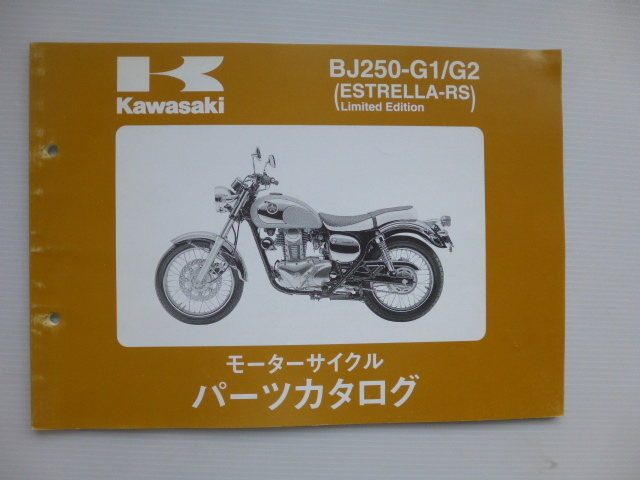 Kawasaki
BJ250-G1/G2
(ESTRELLA-RS
Limited Edition)
モーターサイクル
パーツカタログ